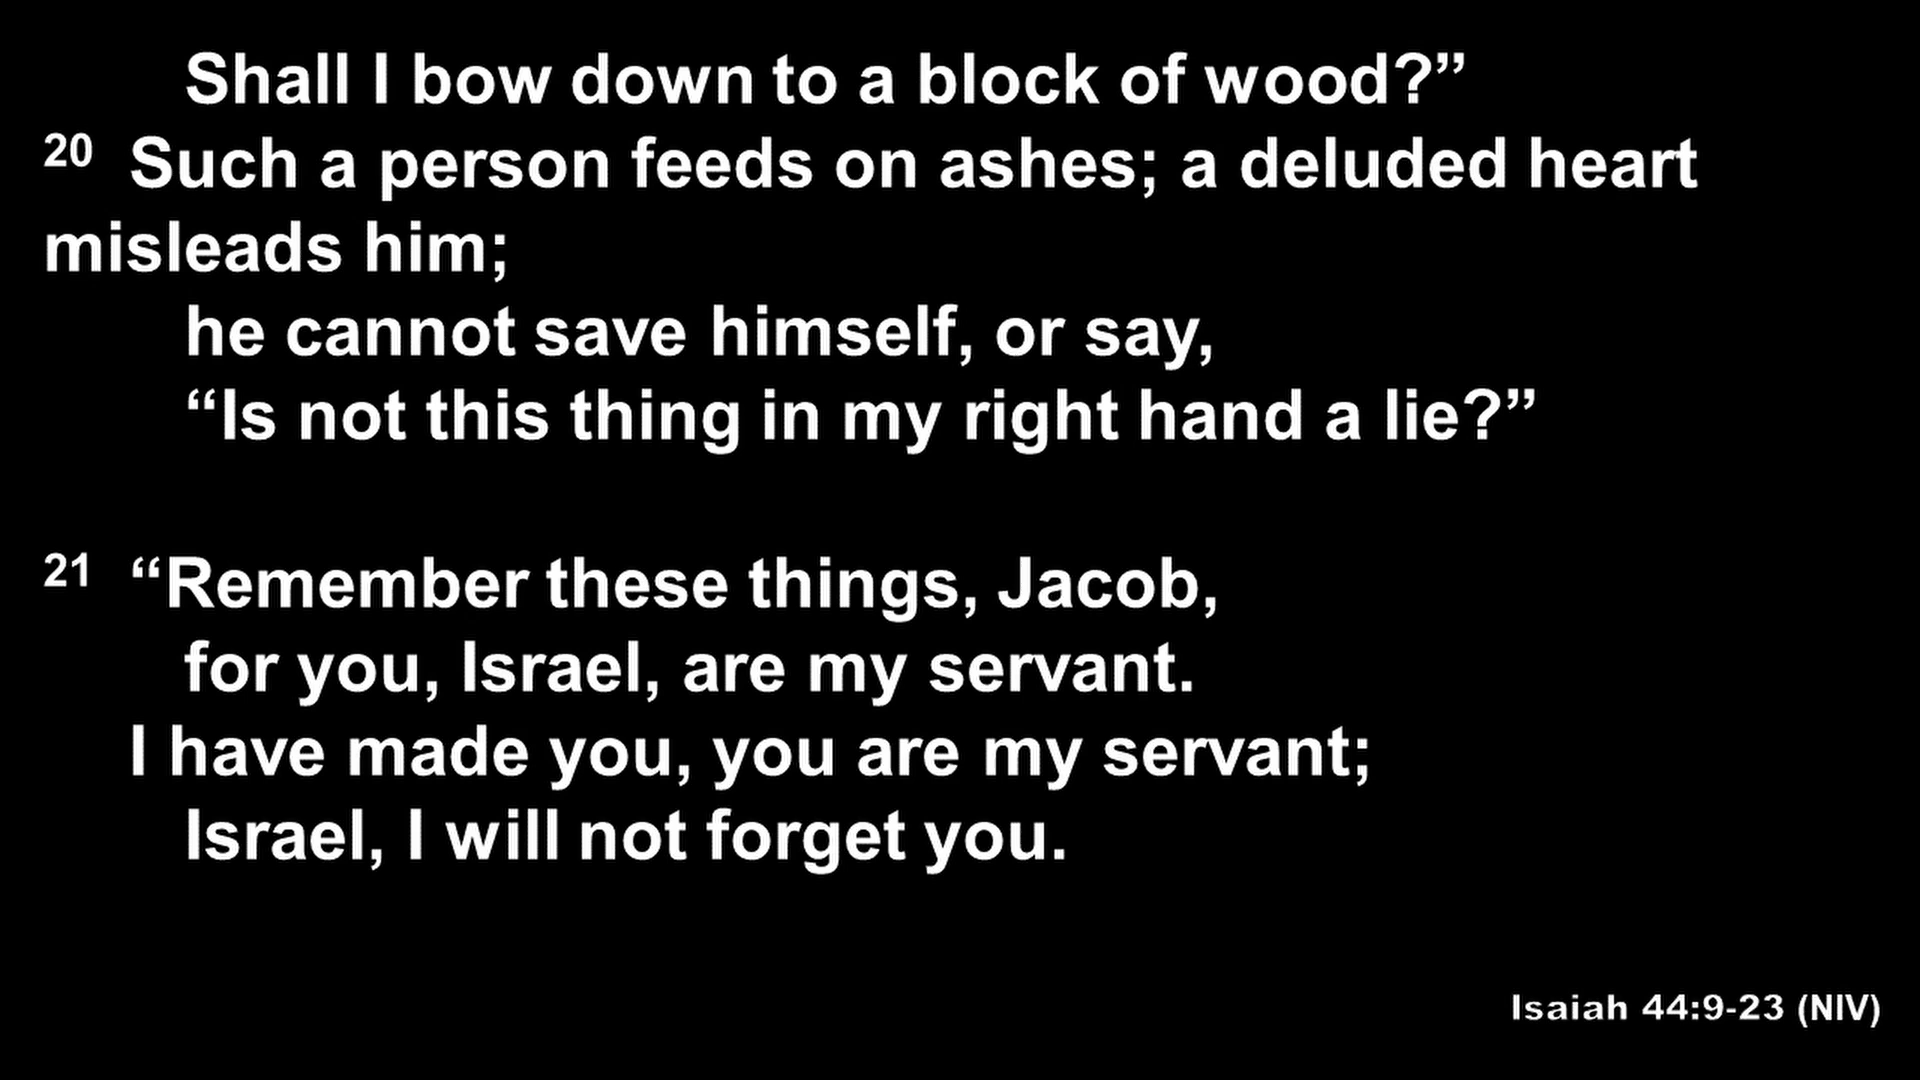 Shall I bow down to a block of wood?”
20 Such a person feeds on ashes; a deluded heart
misleads him;
he cannot save himself, or say,
“Is not this thing in my right hand a lie?”
21 “Remember these things, Jacob,
for you, Israel, are my servant.
I have made you, you are my servant;
Israel, I will not forget you.
Isaiah 44:9-23 (NIV)